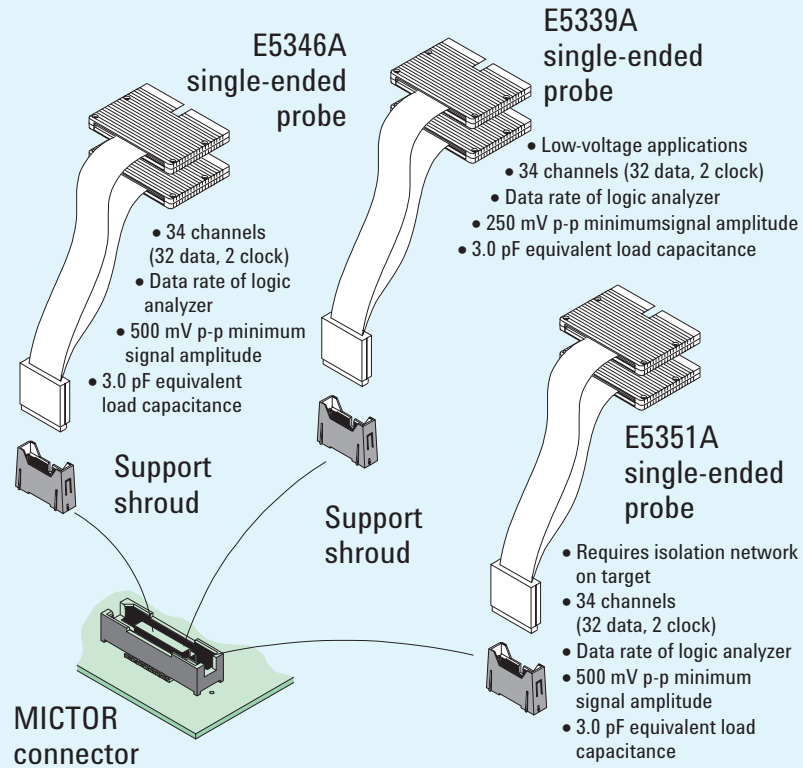 E5346A
single-ended
probe
• 34 channels
(32 data, 2 clock)
• Data rate of logic
analyzer
• 500 mV p-p minimum
signal amplitude
• 3.0 pF equivalent
load capacitance
Support
shroud
E5339A
single-ended
probe
• Low-voltage applications
• 34 channels (32 data, 2 clock)
• Data rate of logic analyzer
• 250 mV p-p minimumsignal amplitude
• 3.0 pF equivalent load capacitance
Support
shroud
E5351A
single-ended
probe
• Requires isolation network
on target
• 34 channels
(32 data, 2 clock)
• Data rate of logic analyzer
• 500 mV p-p minimum
signal amplitude
• 3.0 pF equivalent load
capacitance
MICTOR
connector